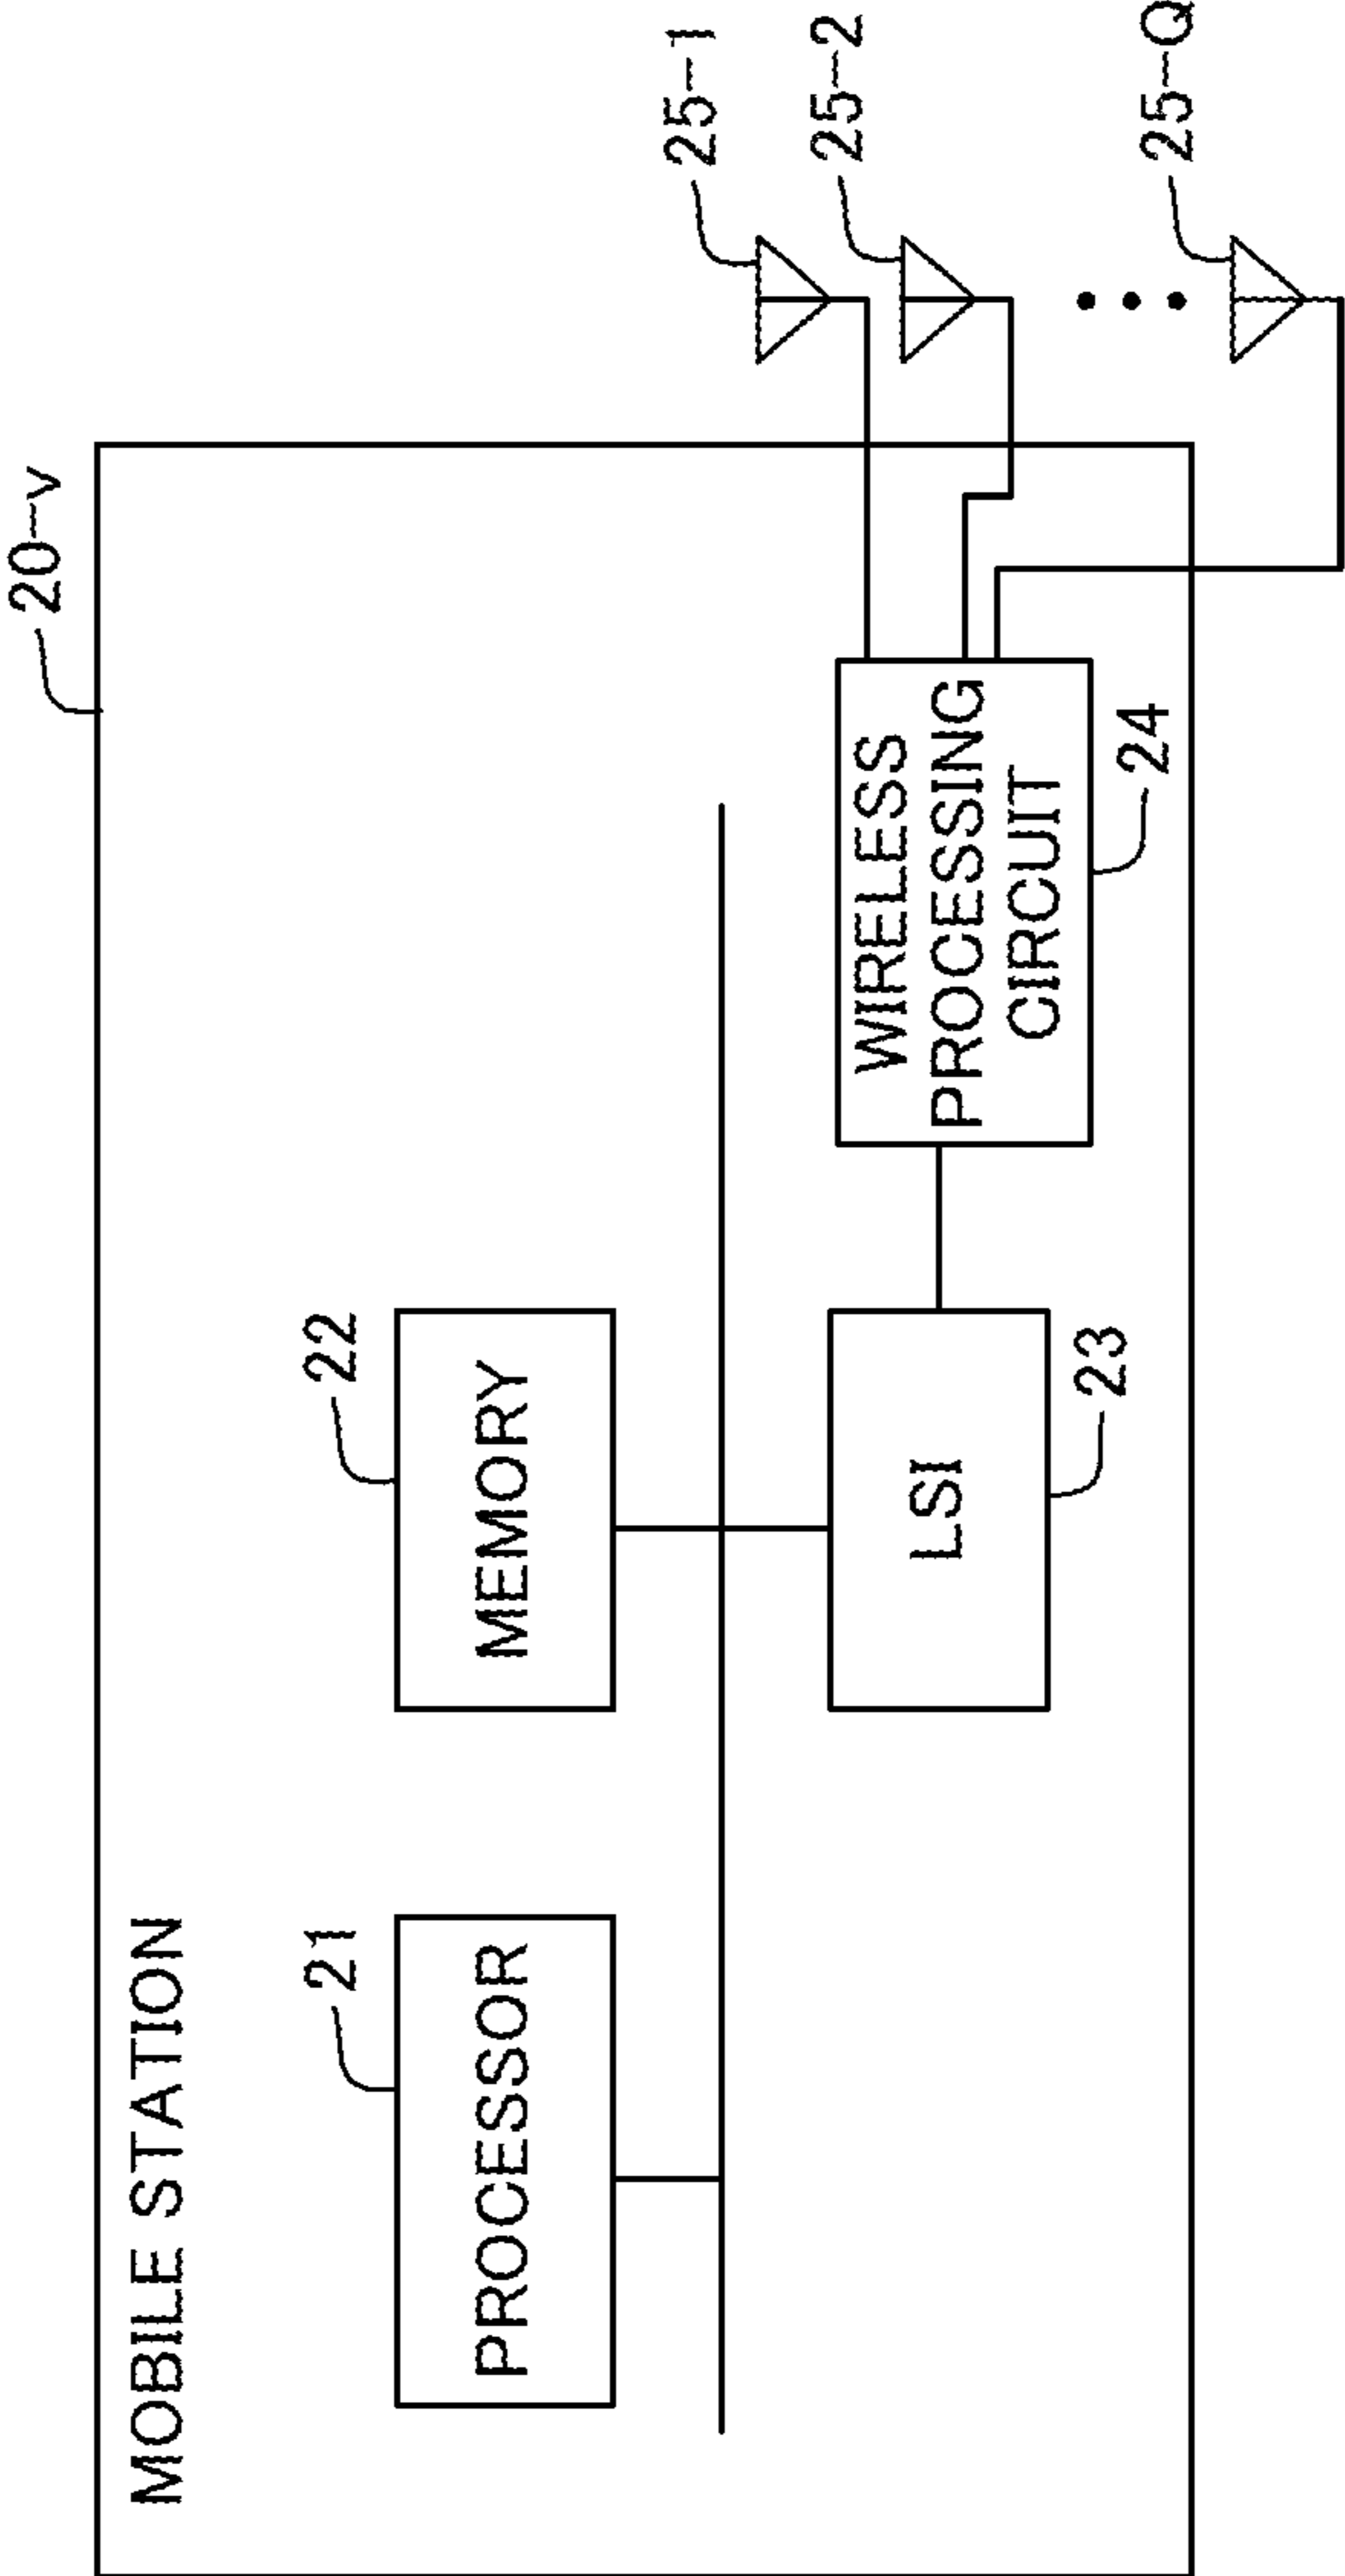 20-v
MOBILE STATION
21
PROCESSOR
22
MEMORY
LSI
23
WIRELESS
PROCESSING
CIRCUIT
24
25-1
25-2
25-Q